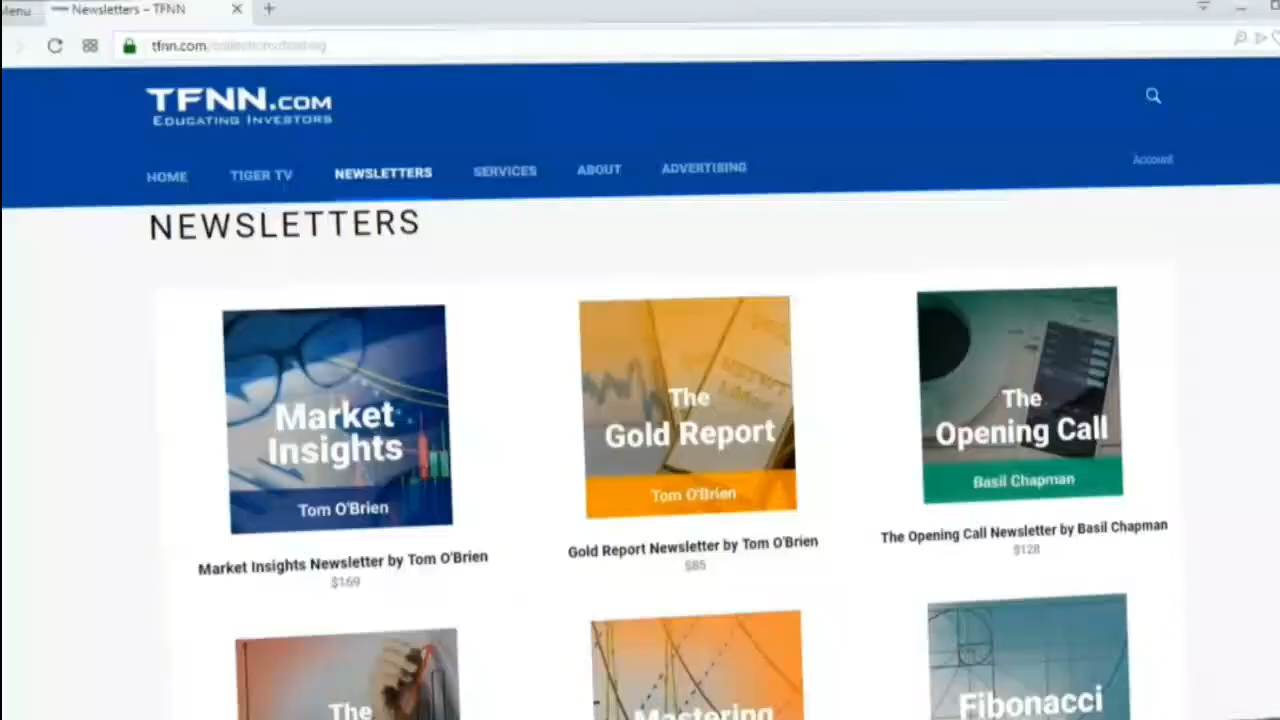 Menu
Newsletters – TFNN
tfnn.com/collections/trading
TFNN.COM
EDUCATING INVESTORS
HOME
TIGER TV
NEWSLETTERS
SERVICES
ABOUT
ADVERTISING
Account
NEWSLETTERS
Market
Insights
Tom O'Brien
Market Insights Newsletter by Tom O'Brien
$169
The
Gold Report
Tom O'Brien
Gold Report Newsletter by Tom O'Brien
$85
The
Opening Call
Basil Chapman
The Opening Call Newsletter by Basil Chapman
$128
The
Mastering
Fibonacci